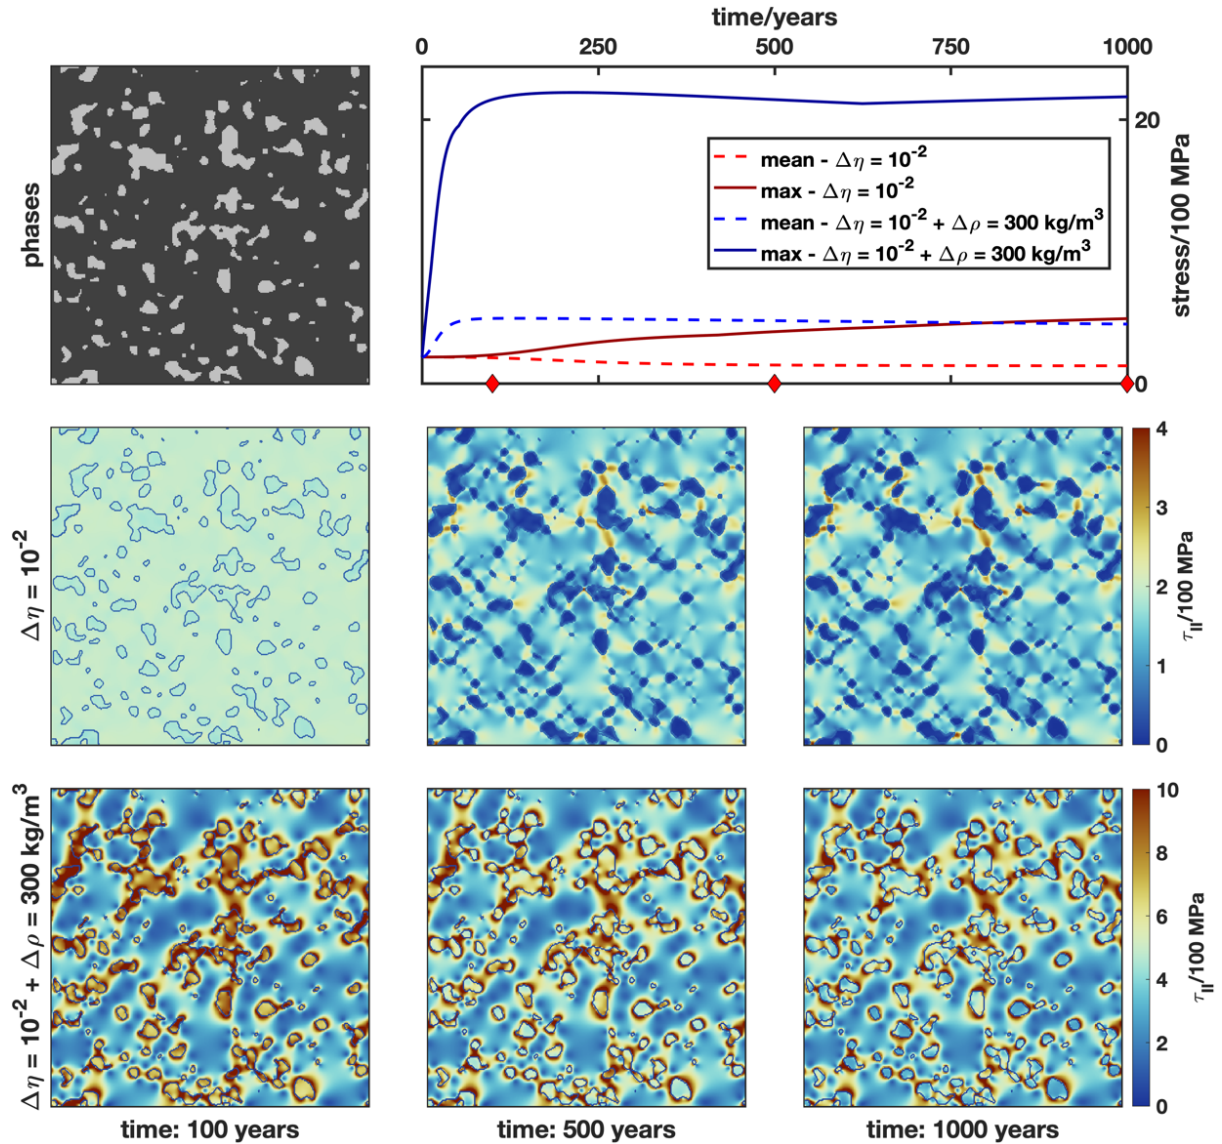 time/years
0 250 500 750 1000
phases
20
mean - Δη = 10⁻²
max - Δη = 10⁻²
mean - Δη = 10⁻² + Δρ = 300 kg/m³
max - Δη = 10⁻² + Δρ = 300 kg/m³
stress/100 MPa
0
Δη = 10⁻²
4
3
2
1
0
τII/100 MPa
Δη = 10⁻² + Δρ = 300 kg/m³
10
8
6
4
2
0
τII/100 MPa
time: 100 years
time: 500 years
time: 1000 years